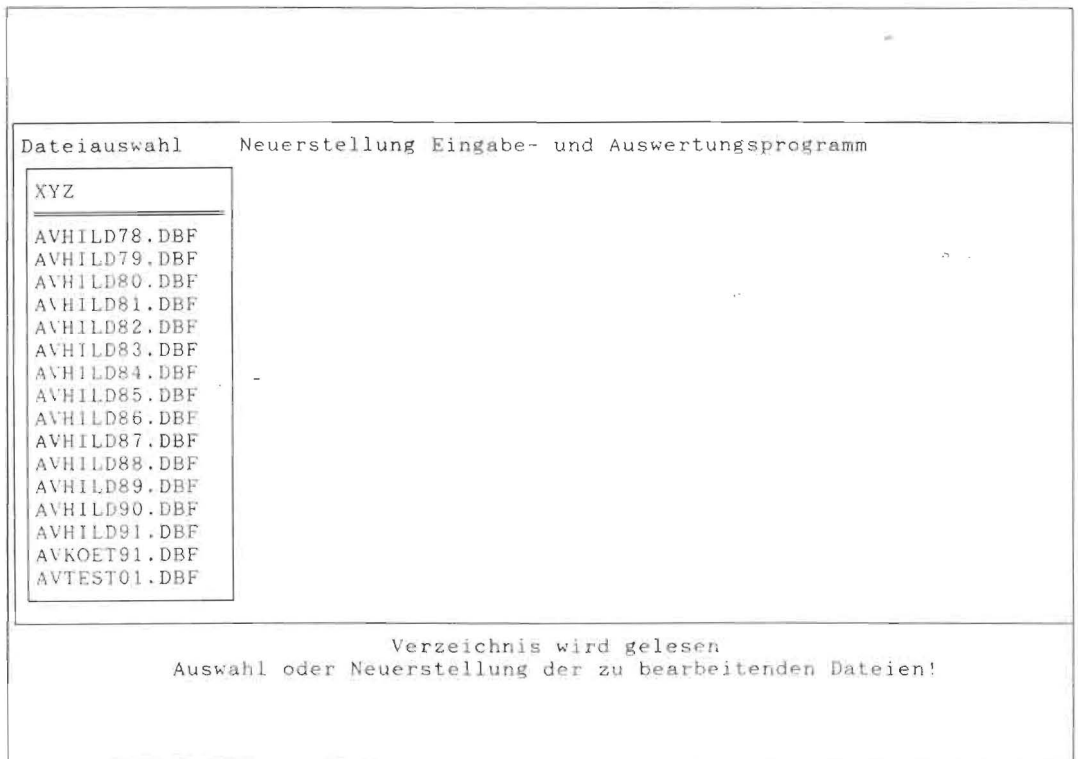 Dateiauswahl Neuerstellung Eingabe- und Auswertungsprogramm
XYZ
AVHILD78.DBF
AVHILD79.DBF
AVHILD80.DBF
AVHILD81.DBF
AVHILD82.DBF
AVHILD83.DBF
AVHILD84.DBF
AVHILD85.DBF
AVHILD86.DBF
AVHILD87.DBF
AVHILD88.DBF
AVHILD89.DBF
AVHILD90.DBF
AVHILD91.DBF
AVKOET91.DBF
AVTEST01.DBF
Verzeichnis wird gelesen
Auswahl oder Neuerstellung der zu bearbeitenden Dateien!